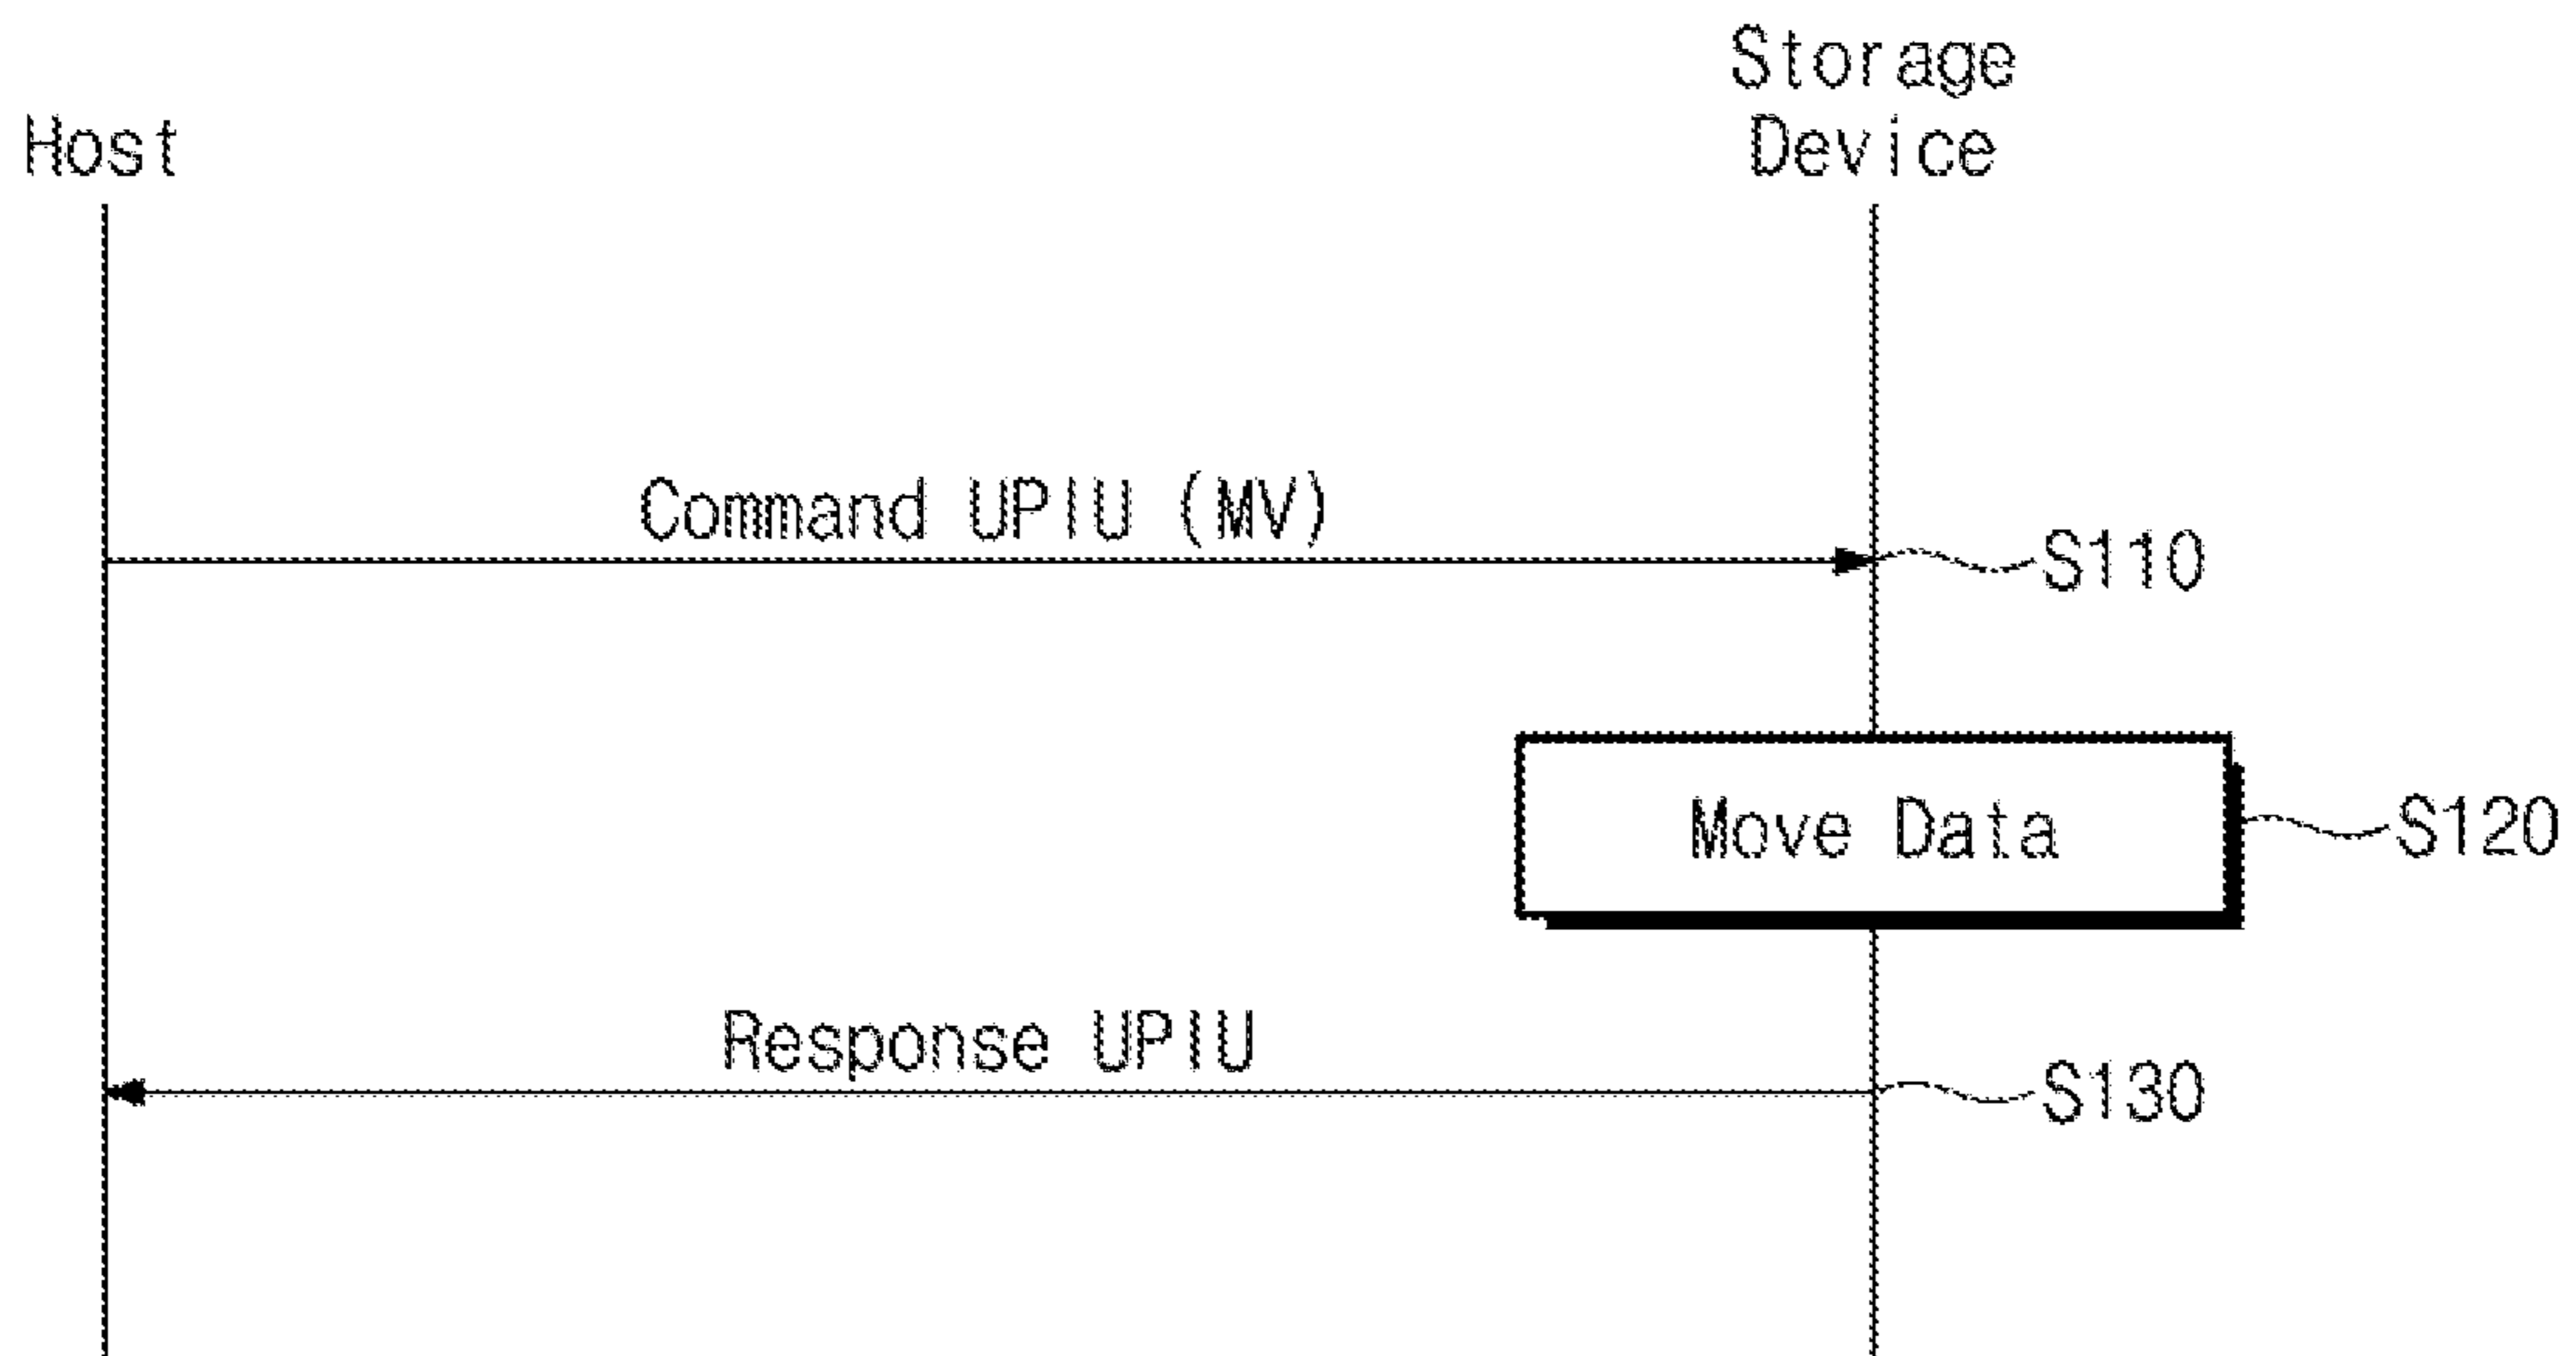 Host
Storage
Device
Command UPIU (MV)
S110
Move Data
S120
Response UPIU
S130